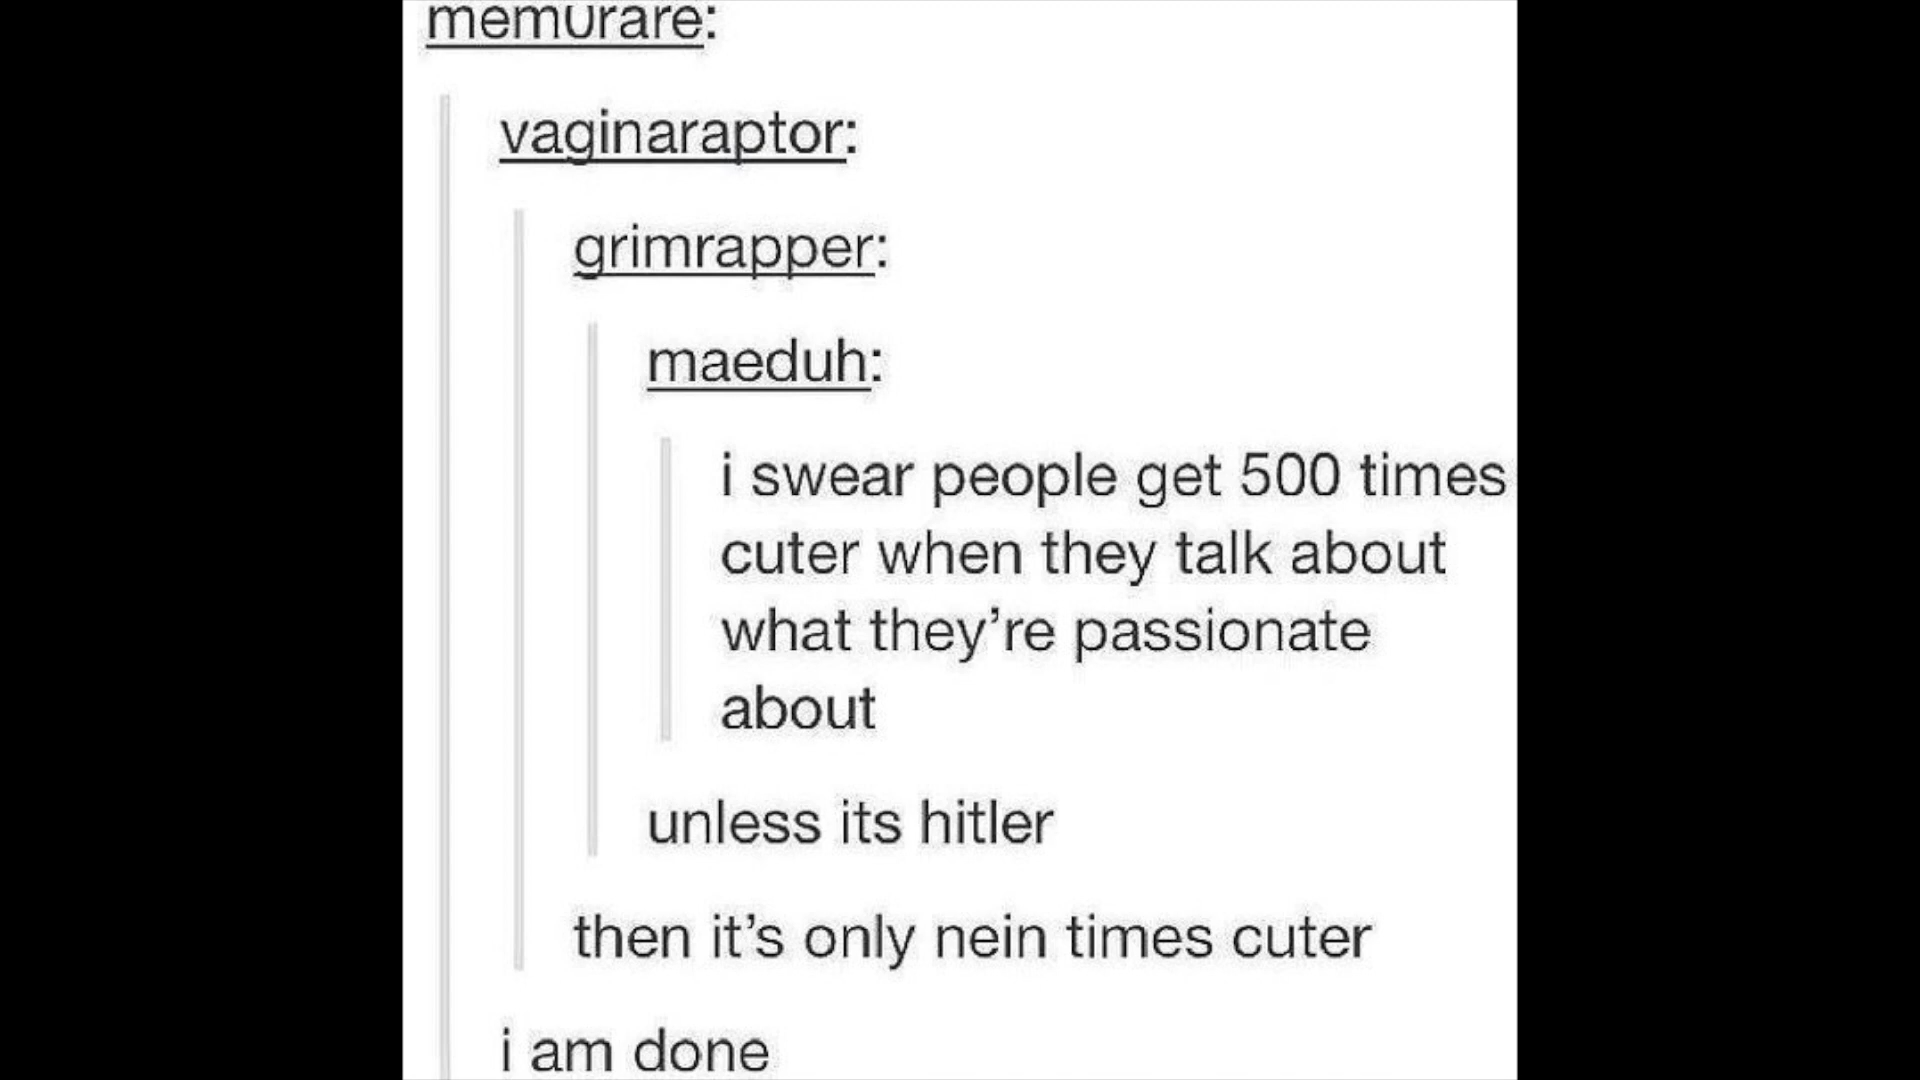 memorare:
vaginaraptor:
grimrapper:
maeduh:
i swear people get 500 times
cuter when they talk about
what they're passionate
about
unless its hitler
then it's only nein times cuter
i am done